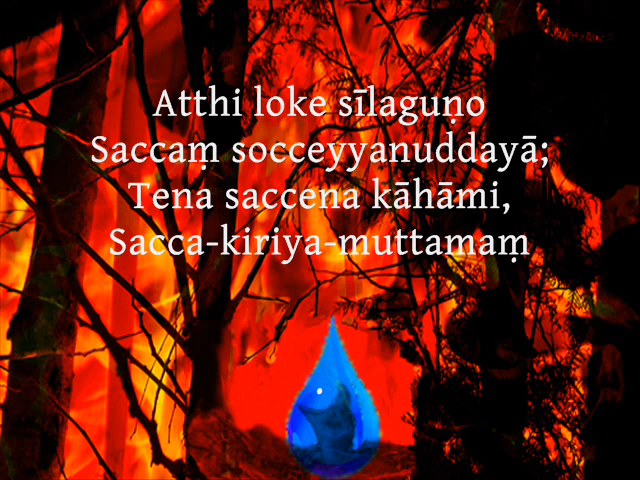 Atthi loke sīlaguṇo
Saccaṃ socceyyanuddayā;
Tena saccena kāhāmi,
Sacca-kiriya-muttamaṃ